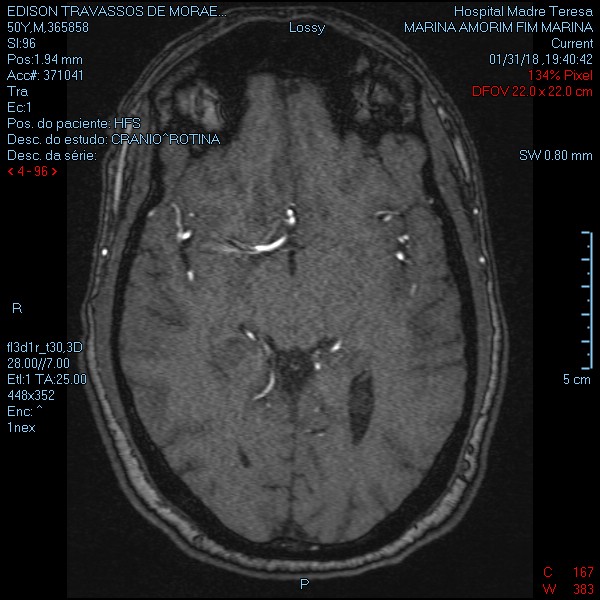 EDISON TRAVASSOS DE MORAE...
50Y,M,365858
Sl:96
Pos:1.94 mm
Acc#: 371041
Tra
Ec:1
Pos. do paciente: HFS
Desc. do estudo: CRANIO^ROTINA
Desc. da série:
< 4 - 96 >
Lossy
Hospital Madre Teresa
MARINA AMORIM FIM MARINA
Current
01/31/18 ,19:40:42
134% Pixel
DFOV 22.0 x 22.0 cm
SW 0.80 mm
R
fl3d1r_t30,3D
28.00//7.00
Etl:1 TA:25.00
448x352
Enc: ^
1nex
5 cm
P
C 167
W 383